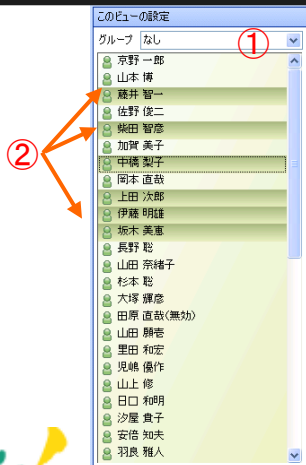 このビューの設定
グループ なし
①
京野 一郎
山本 博
藤井 智一
佐野 俊二
②
柴田 智彦
加賀 美子
中橋 梨子
岡本 直哉
上田 次郎
伊藤 明雄
坂木 美恵
長野 聡
山田 奈緒子
杉本 聡
大塚 輝彦
田原 直哉(無効)
山田 願壱
里田 和宏
児嶋 優作
山上 修
日口 和明
汐屋 貴子
安倍 知夫
羽良 雅人